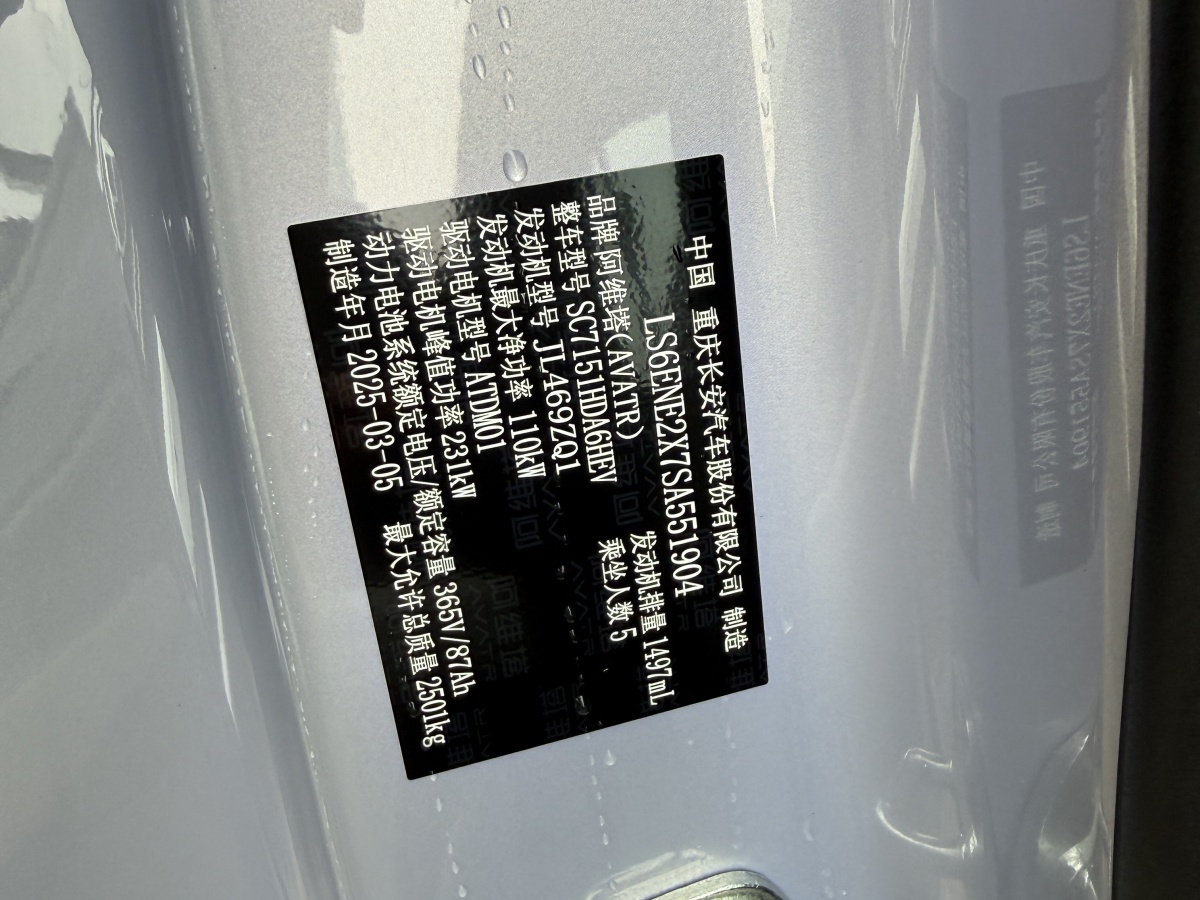 中国 重庆长安汽车股份有限公司 制造
LS6ENE2X7SA551904
品牌 阿维塔(AVATR) 发动机排量 1497mL
整车型号 SC7151HDA6HEV 乘坐人数 5
发动机型号 JL469ZQ1
发动机最大净功率 110kW
驱动电机型号 ATDM01
驱动电机峰值功率 231kW
动力电池系统额定电压/额定容量 365V/87Ah
制造年月 2025-03-05 最大允许总质量 2501kg